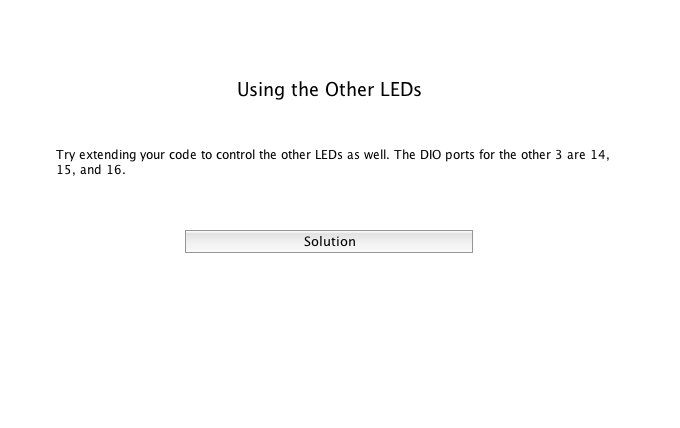 Using the Other LEDs
Try extending your code to control the other LEDs as well. The DIO ports for the other 3 are 14,
15, and 16.
Solution